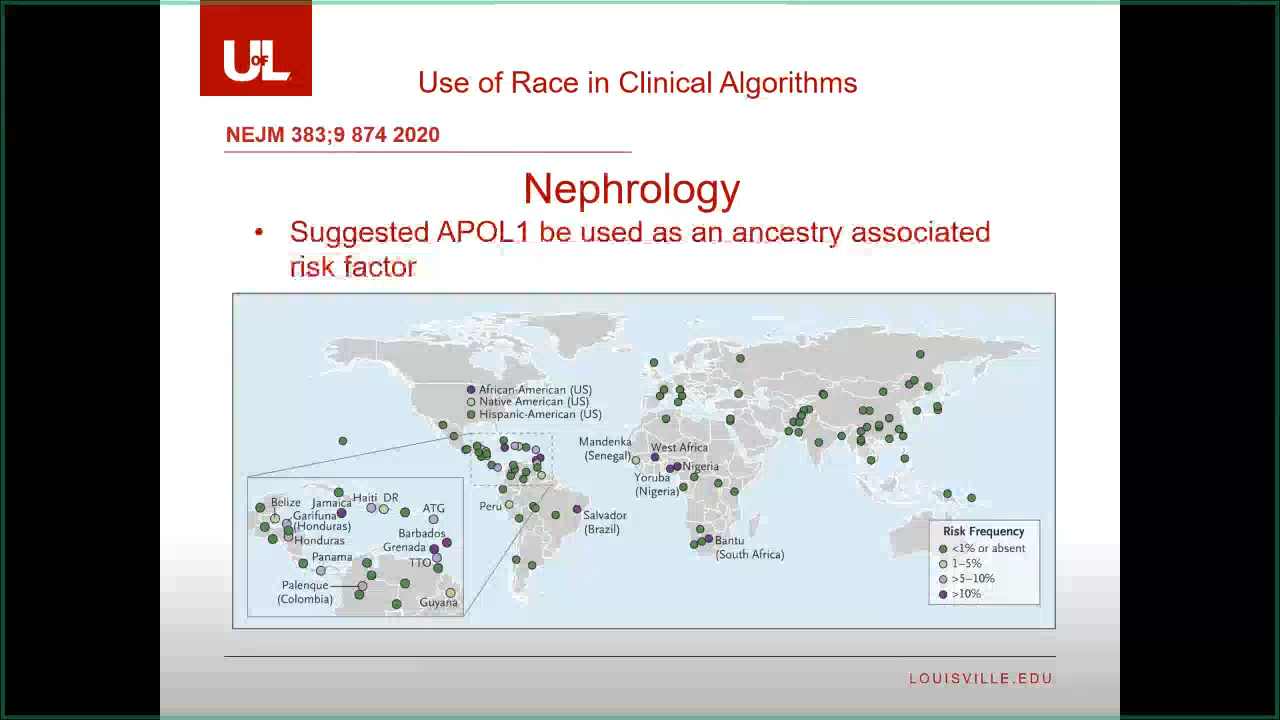 UofL
Use of Race in Clinical Algorithms
NEJM 383;9 874 2020
Nephrology
• Suggested APOL1 be used as an ancestry associated
risk factor
African-American (US)
Native American (US)
Hispanic-American (US)
Mandenka
(Senegal)
West Africa
Nigeria
Yoruba
(Nigeria)
Peru
Salvador
(Brazil)
Bantu
(South Africa)
Belize
Jamaica
Haiti
DR
Garifuna
(Honduras)
ATG
Honduras
Barbados
Grenada
Panama
TTO
Palenque
(Colombia)
Guyana
Risk Frequency
<1% or absent
1–5%
>5–10%
>10%
LOUISVILLE.EDU